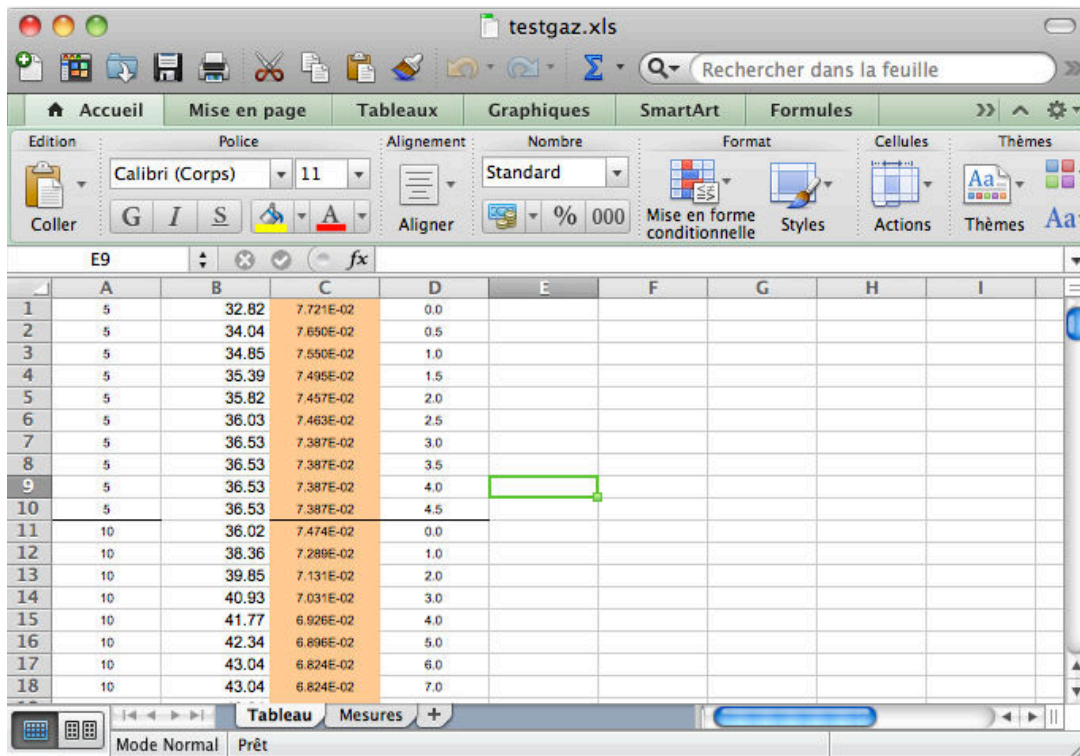 testgaz.xls
Rechercher dans la feuille
Accueil Mise en page Tableaux Graphiques SmartArt Formules
Edition Police Alignement Nombre Format Cellules Thèmes
Calibri (Corps) 11 Standard
Coller G I S A Aligner % 000 Mise en forme conditionnelle Styles Actions Aa Thèmes Aa
E9 fx
A B C D E F G H I
1 5 32.82 7.721E-02 0.0
2 5 34.04 7.650E-02 0.5
3 5 34.85 7.550E-02 1.0
4 5 35.39 7.495E-02 1.5
5 5 35.82 7.457E-02 2.0
6 5 36.03 7.463E-02 2.5
7 5 36.53 7.387E-02 3.0
8 5 36.53 7.387E-02 3.5
9 5 36.53 7.387E-02 4.0
10 5 36.53 7.387E-02 4.5
11 10 36.02 7.474E-02 0.0
12 10 38.36 7.289E-02 1.0
13 10 39.85 7.131E-02 2.0
14 10 40.93 7.031E-02 3.0
15 10 41.77 6.926E-02 4.0
16 10 42.34 6.896E-02 5.0
17 10 43.04 6.824E-02 6.0
18 10 43.04 6.824E-02 7.0
Tableau Mesures
Mode Normal Prêt